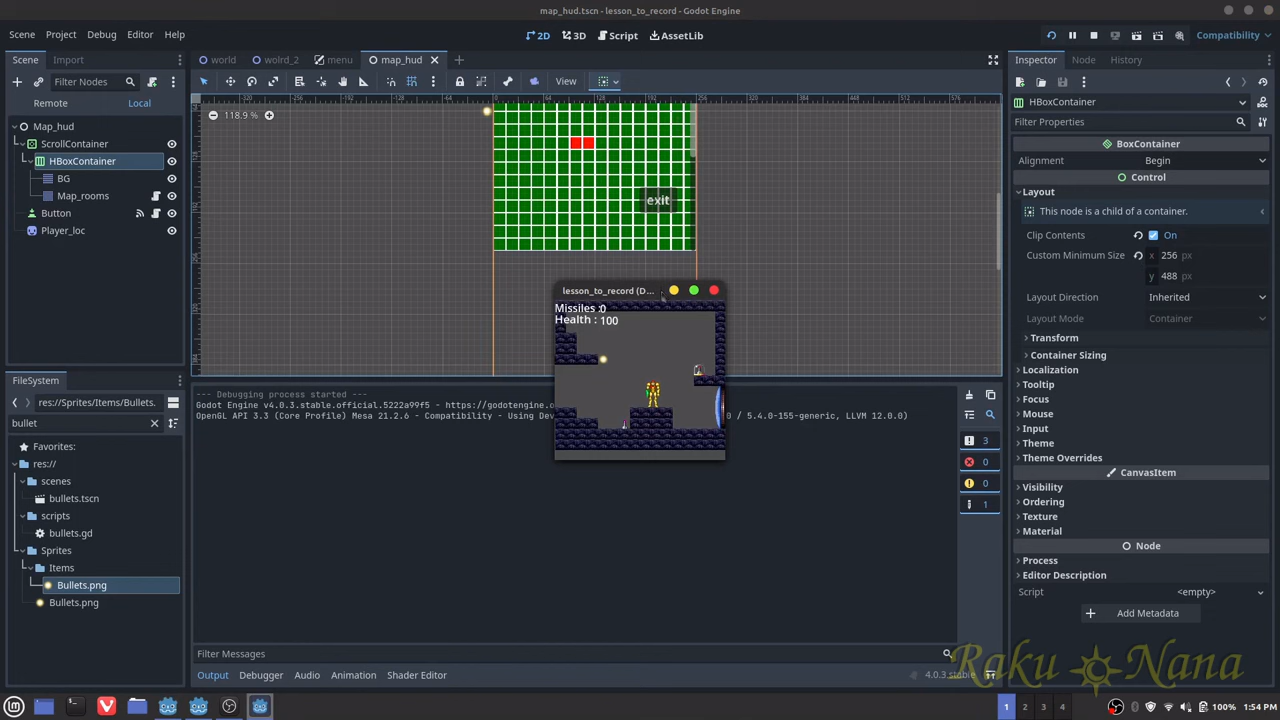 map_hud.tscn - lesson_to_record - Godot Engine
Scene Project Debug Editor Help
2D 3D Script AssetLib
Compatibility
Scene Import
world wolrd_2 menu map_hud
Inspector Node History
Filter Nodes
View
Remote Local
HBoxContainer
118.9 %
Filter Properties
Map_hud
ScrollContainer
HBoxContainer
BG
Map_rooms
Button
Player_loc
exit
BoxContainer
Alignment Begin
Control
Layout
This node is a child of a container.
Clip Contents On
Custom Minimum Size x 256 px
y 488 px
Layout Direction Inherited
Layout Mode Container
Transform
Container Sizing
Localization
Tooltip
Focus
Mouse
Input
Theme
Theme Overrides
CanvasItem
Visibility
Ordering
Texture
Material
Node
Process
Editor Description
Script <empty>
Add Metadata
lesson_to_record (D...
Missiles :0
Health : 100
FileSystem
res://Sprites/Items/Bullets.
bullet
Favorites:
res://
scenes
bullets.tscn
scripts
bullets.gd
Sprites
Items
Bullets.png
Bullets.png
--- Debugging process started ---
Godot Engine v4.0.3.stable.official.5222a99f5 - https://godotengine.o
OpenGL API 3.3 (Core Profile) Mesa 21.2.6 - Compatibility - Using Dev 0 / 5.4.0-155-generic, LLVM 12.0.0)
3
0
0
1
Filter Messages
Output Debugger Audio Animation Shader Editor
4.0.3.stable
Raku Nana
1 2 3 4
100% 1:54 PM